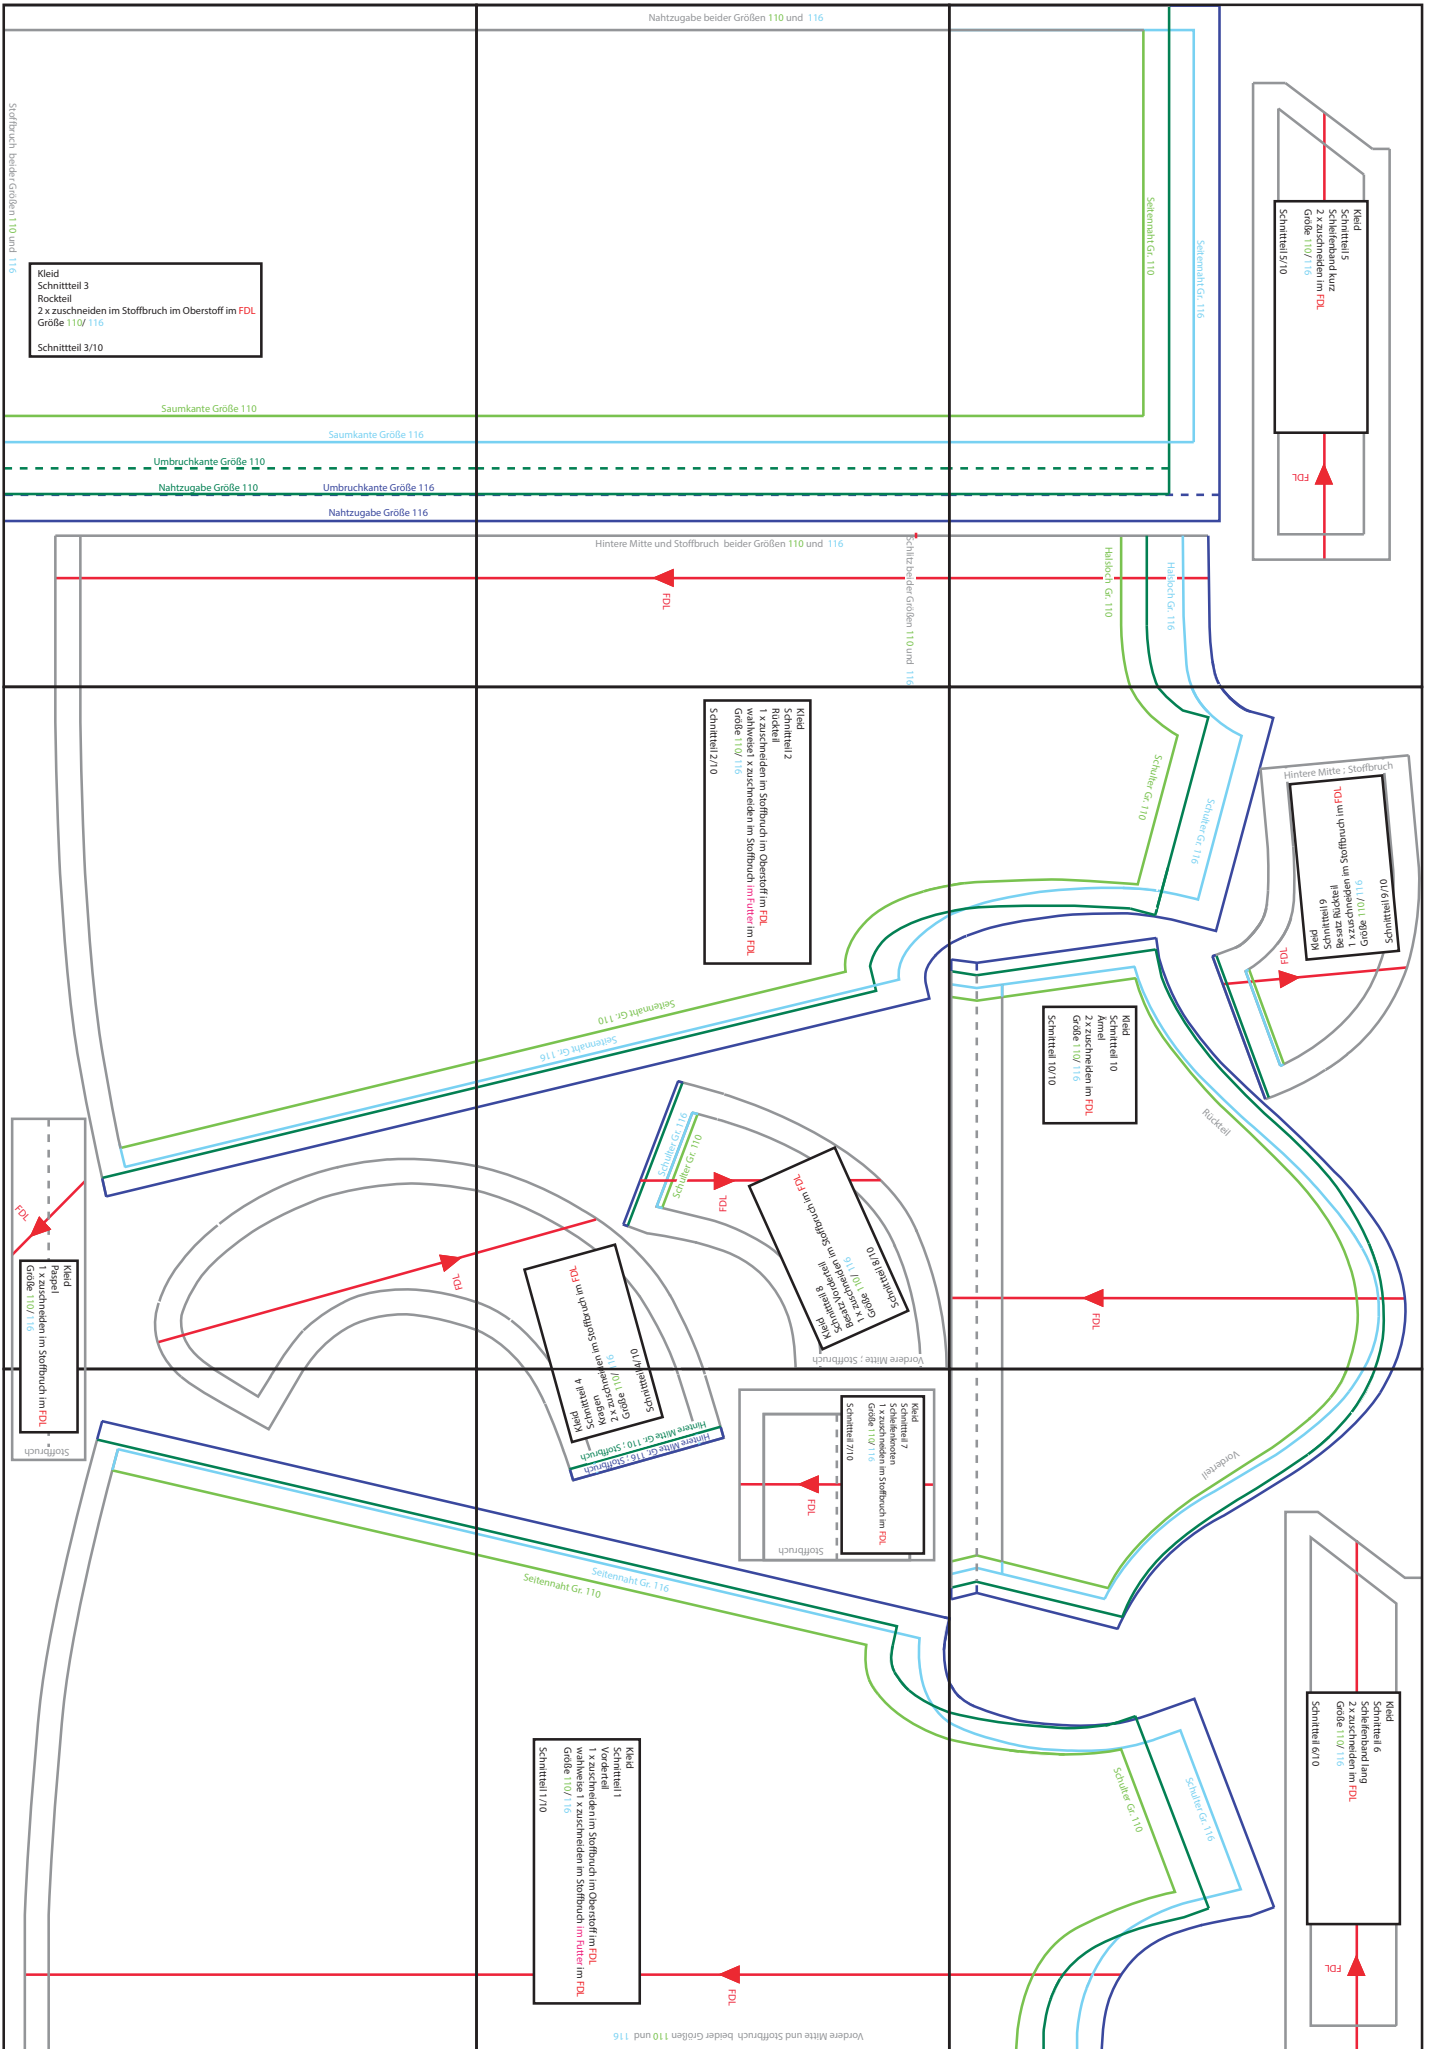 Nahtzugabe beider Größen 110 und 116
Stoffbruch beider Größen 110 und 116
Seitennaht Gr. 110
Seitennaht Gr. 116
Kleid
Schnittteil 5
Schleifenband kurz
2 x zuschneiden im FDL
Größe 110/ 116
Schnittteil 5/10
FDL
Kleid
Schnittteil 3
Rockteil
2 x zuschneiden im Stoffbruch im Oberstoff im FDL
Größe 110/ 116
Schnittteil 3/10
Saumkante Größe 110
Saumkante Größe 116
Umbruchkante Größe 110
Nahtzugabe Größe 110
Umbruchkante Größe 116
Nahtzugabe Größe 116
Hintere Mitte und Stoffbruch beider Größen 110 und 116
Schlitz beider Größen 110 und 116
FDL
Halsloch Gr. 110
Halsloch Gr. 116
Kleid
Schnittteil 2
Rückteil
1 x zuschneiden im Stoffbruch im Oberstoff im FDL
wahlweise1 x zuschneiden im Stoffbruch im Futter im FDL
Größe 110/ 116
Schnittteil 2/10
Schulter Gr. 110
Schulter Gr. 116
Hintere Mitte ; Stoffbruch
Kleid
Schnittteil 9
Besatz Rückteil
1 x zuschneiden im Stoffbruch im FDL
Größe 110 / 116
Schnittteil 9/10
FDL
Seitennaht Gr. 110
Seitennaht Gr. 116
Kleid
Schnittteil 10
Ärmel
2 x zuschneiden im FDL
Größe 110/ 116
Schnittteil 10/10
Rückteil
FDL
Vorderteil
Schulter Gr. 116
Schulter Gr. 110
FDL
Kleid
Schnittteil 8
Besatz Vorderteil
1 x zuschneiden im Stoffbruch im FDL
Größe 110/ 116
Schnittteil 8/10
Vordere Mitte ; Stoffbruch
FDL
Kleid
Paspel
1 x zuschneiden im Stoffbruch im FDL
Größe 110/ 116
Stoffbruch
FDL
Kleid
Schnittteil 4
Kragen
2 x zuschneiden im Stoffbruch im FDL
Größe 110/ 116
Schnittteil 4/10
Hintere Mitte Gr. 110 ; Stoffbruch
Hintere Mitte Gr. 116 ; Stoffbruch
Kleid
Schnittteil 7
Schleifenknoten
1 x zuschneiden im Stoffbruch im FDL
Größe 110/ 116
Schnittteil 7/10
FDL
Stoffbruch
Seitennaht Gr. 116
Seitennaht Gr. 110
Kleid
Schnittteil 1
Vorderteil
1 x zuschneiden im Stoffbruch im Oberstoff im FDL
wahlweise 1 x zuschneiden im Stoffbruch im Futter im FDL
Größe 110/ 116
Schnittteil 1/10
Schulter Gr. 110
Schulter Gr. 116
Kleid
Schnittteil 6
Schleifenband lang
2 x zuschneiden im FDL
Größe 110/ 116
Schnittteil 6/10
FDL
FDL
Vordere Mitte und Stoffbruch beider Größen 110 und 116